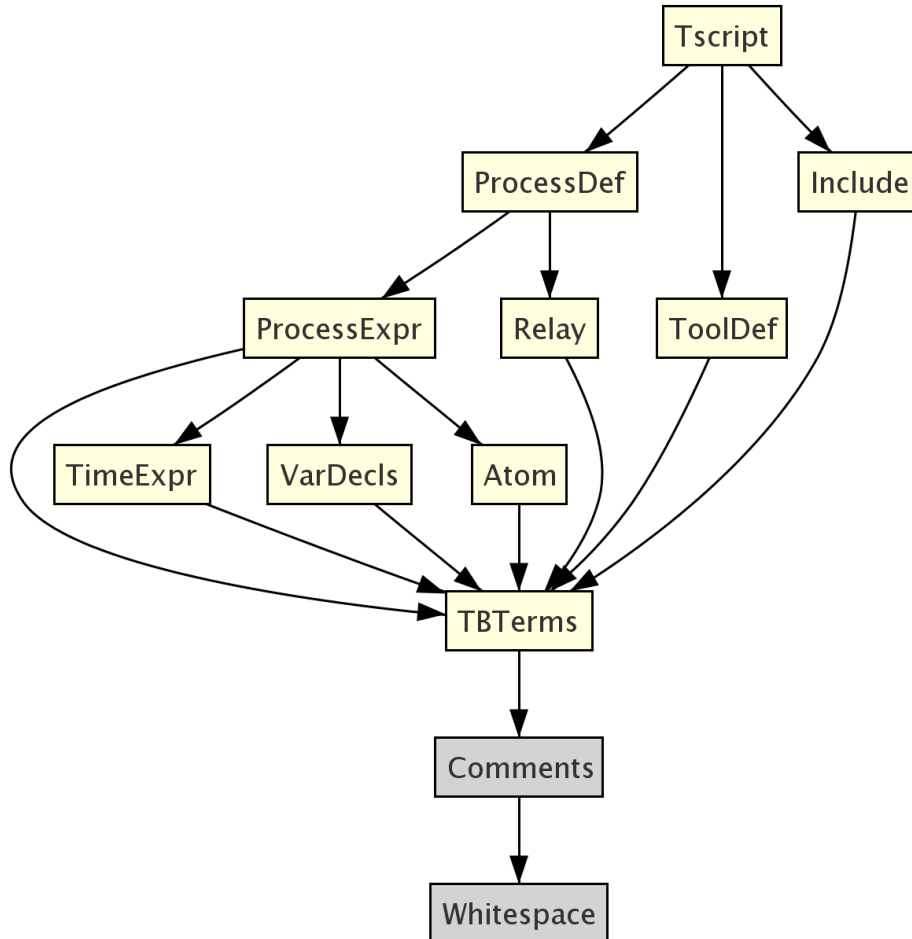 Tscript
ProcessDef
Include
ProcessExpr
Relay
ToolDef
TimeExpr
VarDecls
Atom
TBTerms
Comments
Whitespace